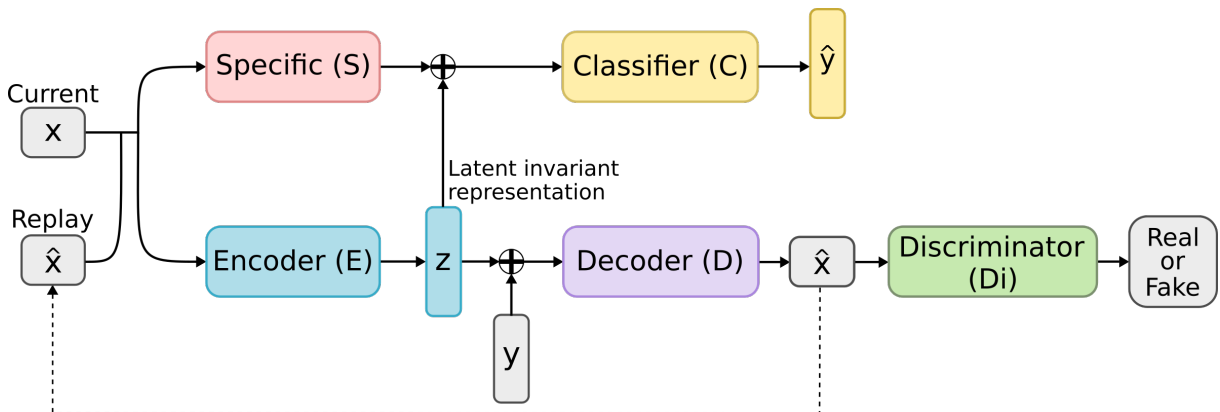 Current
x
Replay
x̂
Specific (S)
Classifier (C)
ŷ
Latent invariant
representation
Encoder (E)
z
Decoder (D)
x̂
Discriminator
(Di)
Real
or
Fake
y